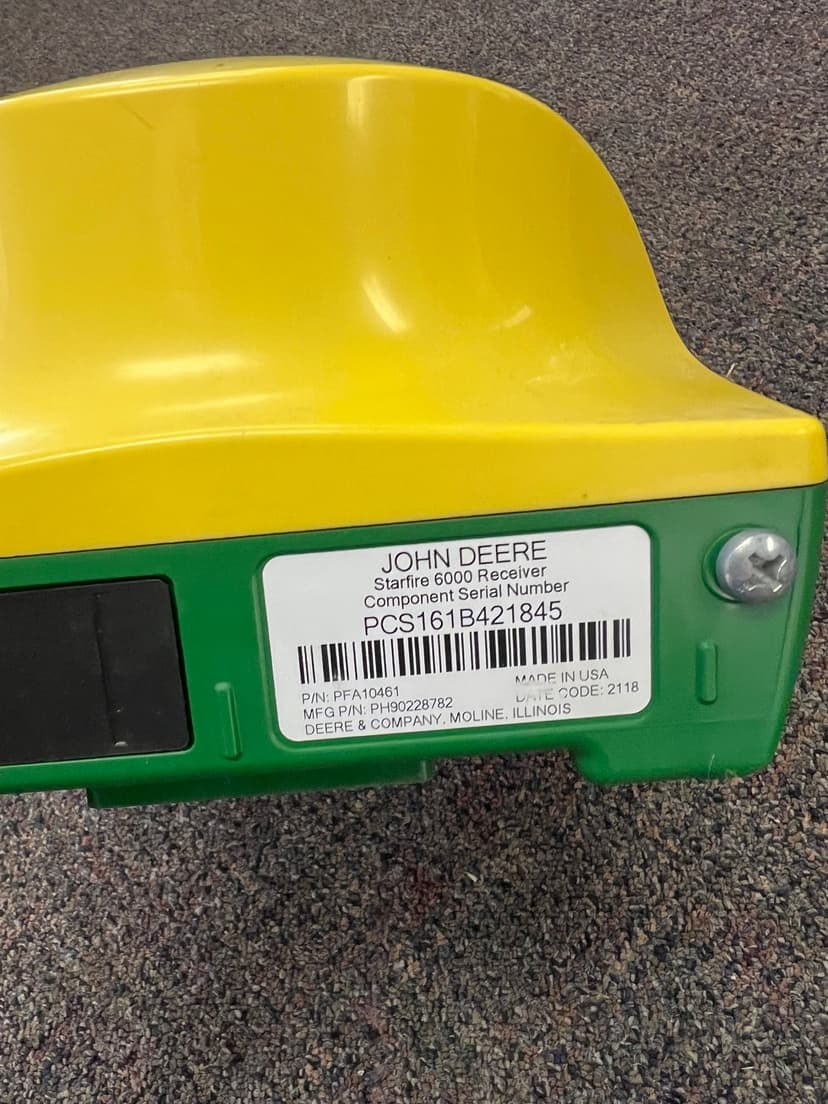 JOHN DEERE
Starfire 6000 Receiver
Component Serial Number
PCS161B421845
P/N: PFA10461
MADE IN USA
MFG P/N: PH90228782
DATE CODE: 2118
DEERE & COMPANY, MOLINE, ILLINOIS